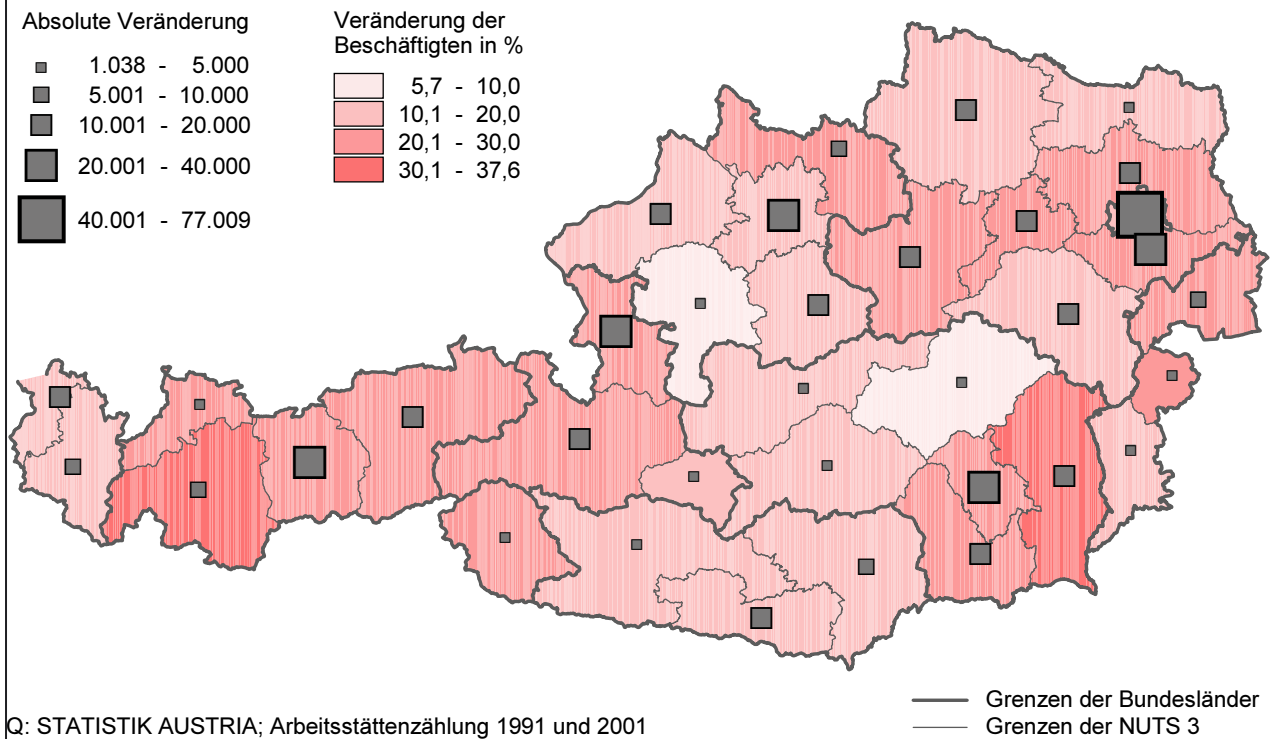 Absolute Veränderung
1.038 - 5.000
5.001 - 10.000
10.001 - 20.000
20.001 - 40.000
40.001 - 77.009
Veränderung der
Beschäftigten in %
5,7 - 10,0
10,1 - 20,0
20,1 - 30,0
30,1 - 37,6
Grenzen der Bundesländer
Grenzen der NUTS 3
Q: STATISTIK AUSTRIA; Arbeitsstättenzählung 1991 und 2001